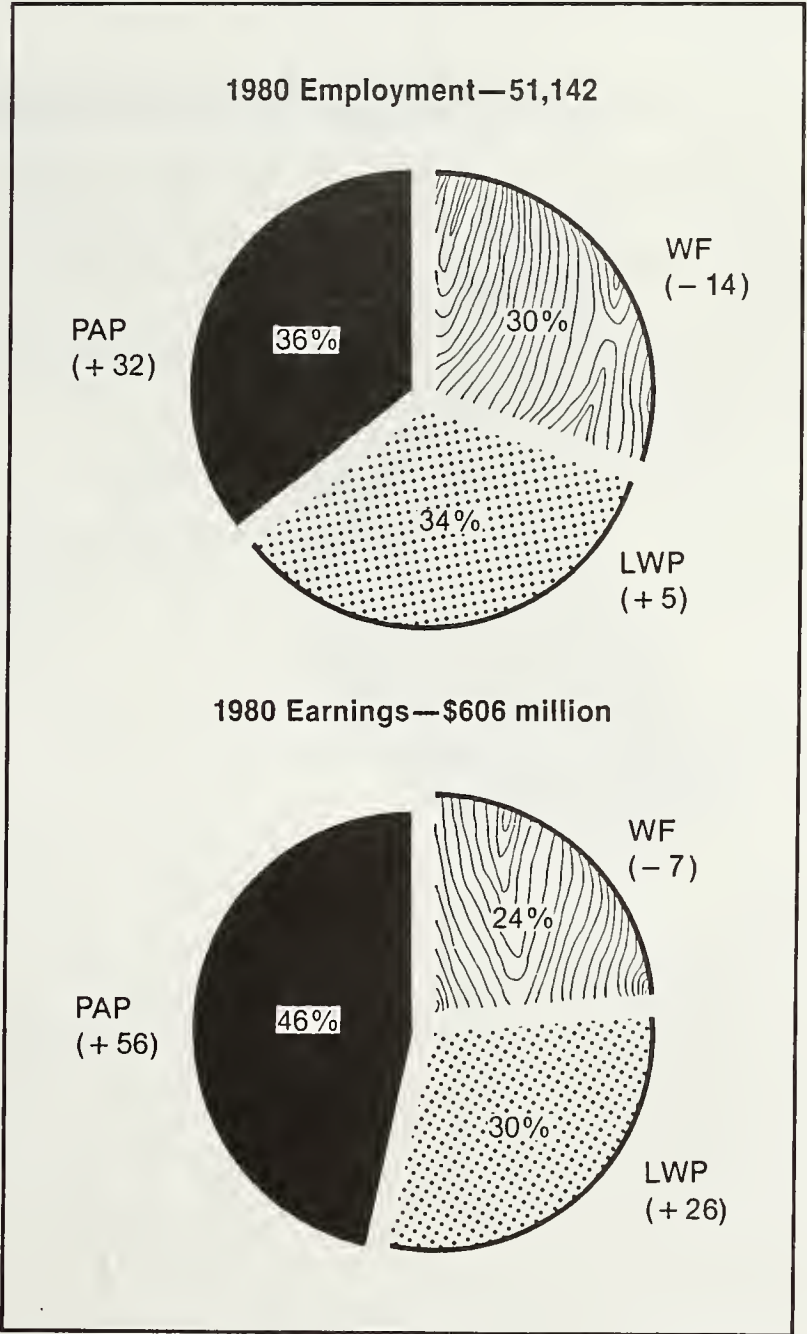 1980 Employment—51,142
WF
(– 14)
PAP
(+ 32)
36%
30%
34%
LWP
(+ 5)
1980 Earnings—$606 million
WF
(– 7)
24%
PAP
(+ 56)
46%
30%
LWP
(+ 26)